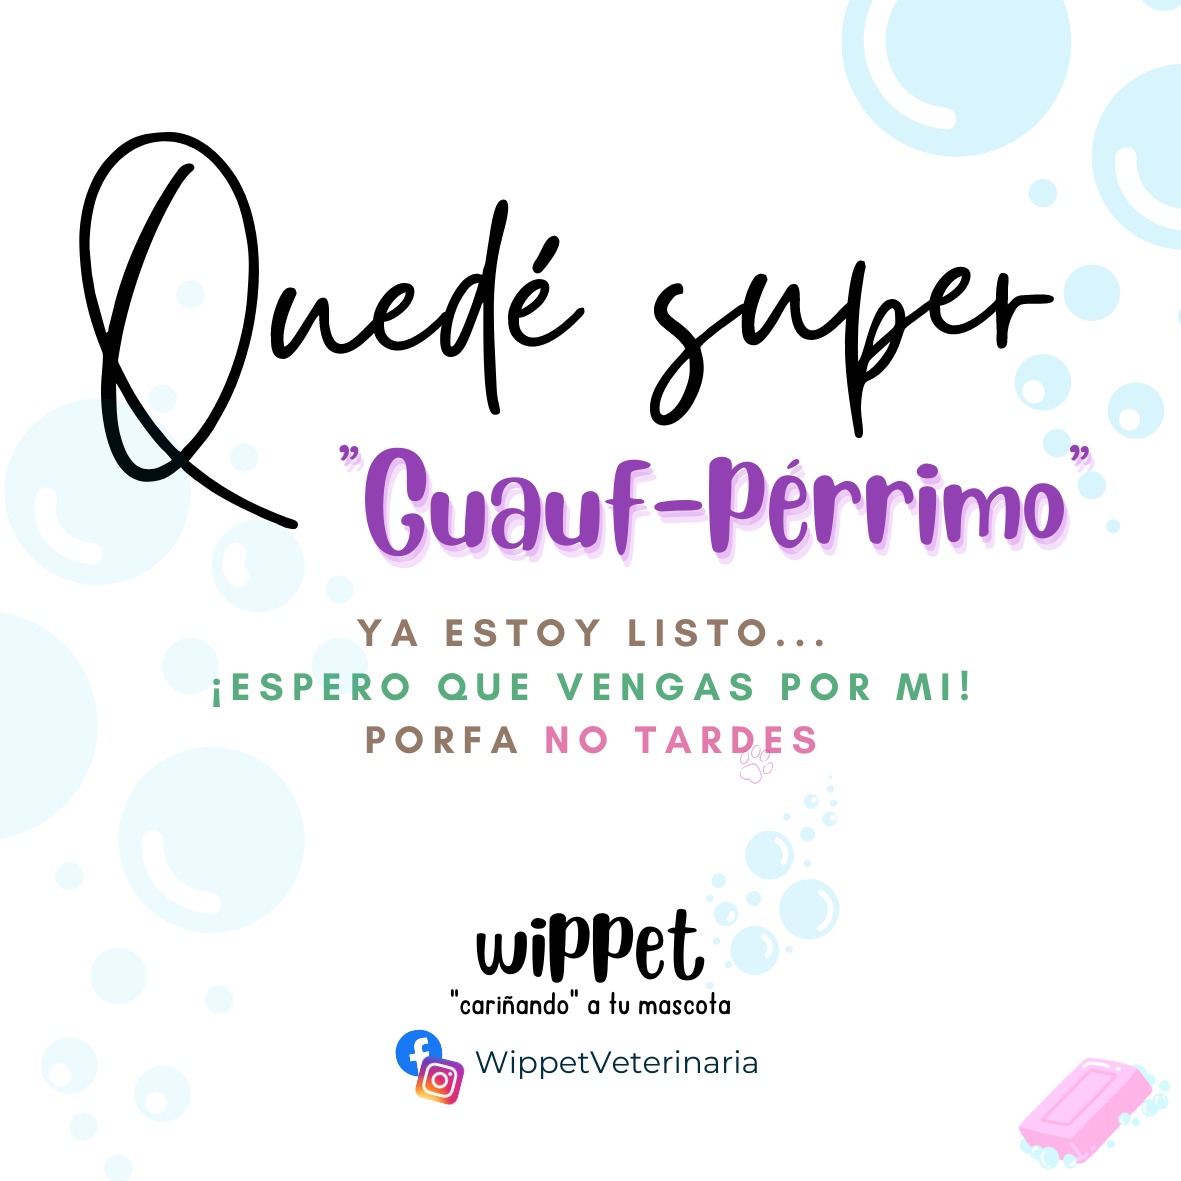 Quedé super
"Guauf-Pérrimo"
YA ESTOY LISTO...
¡ESPERO QUE VENGAS POR MI!
PORFA NO TARDES
wippet
"cariñando" a tu mascota
WippetVeterinaria